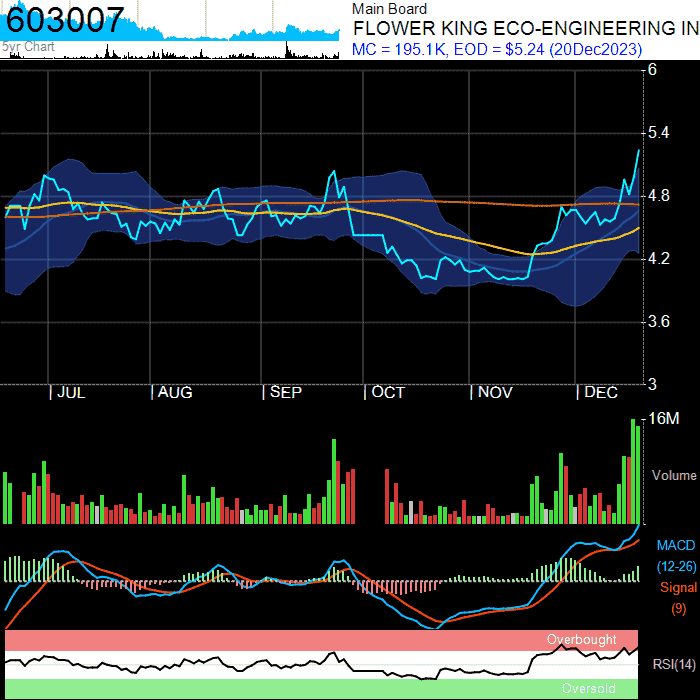 603007
5yr Chart
Main Board
FLOWER KING ECO-ENGINEERING IN
MC = 195.1K, EOD = $5.24 (20Dec2023)
6
5.4
4.8
4.2
3.6
3
JUL
AUG
SEP
OCT
NOV
DEC
16M
Volume
MACD
(12-26)
Signal
(9)
Overbought
RSI(14)
Oversold